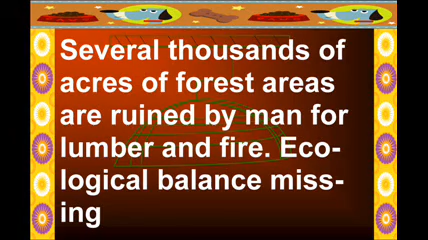 Several thousands of
acres of forest areas
are ruined by man for
lumber and fire. Eco-
logical balance miss-
ing